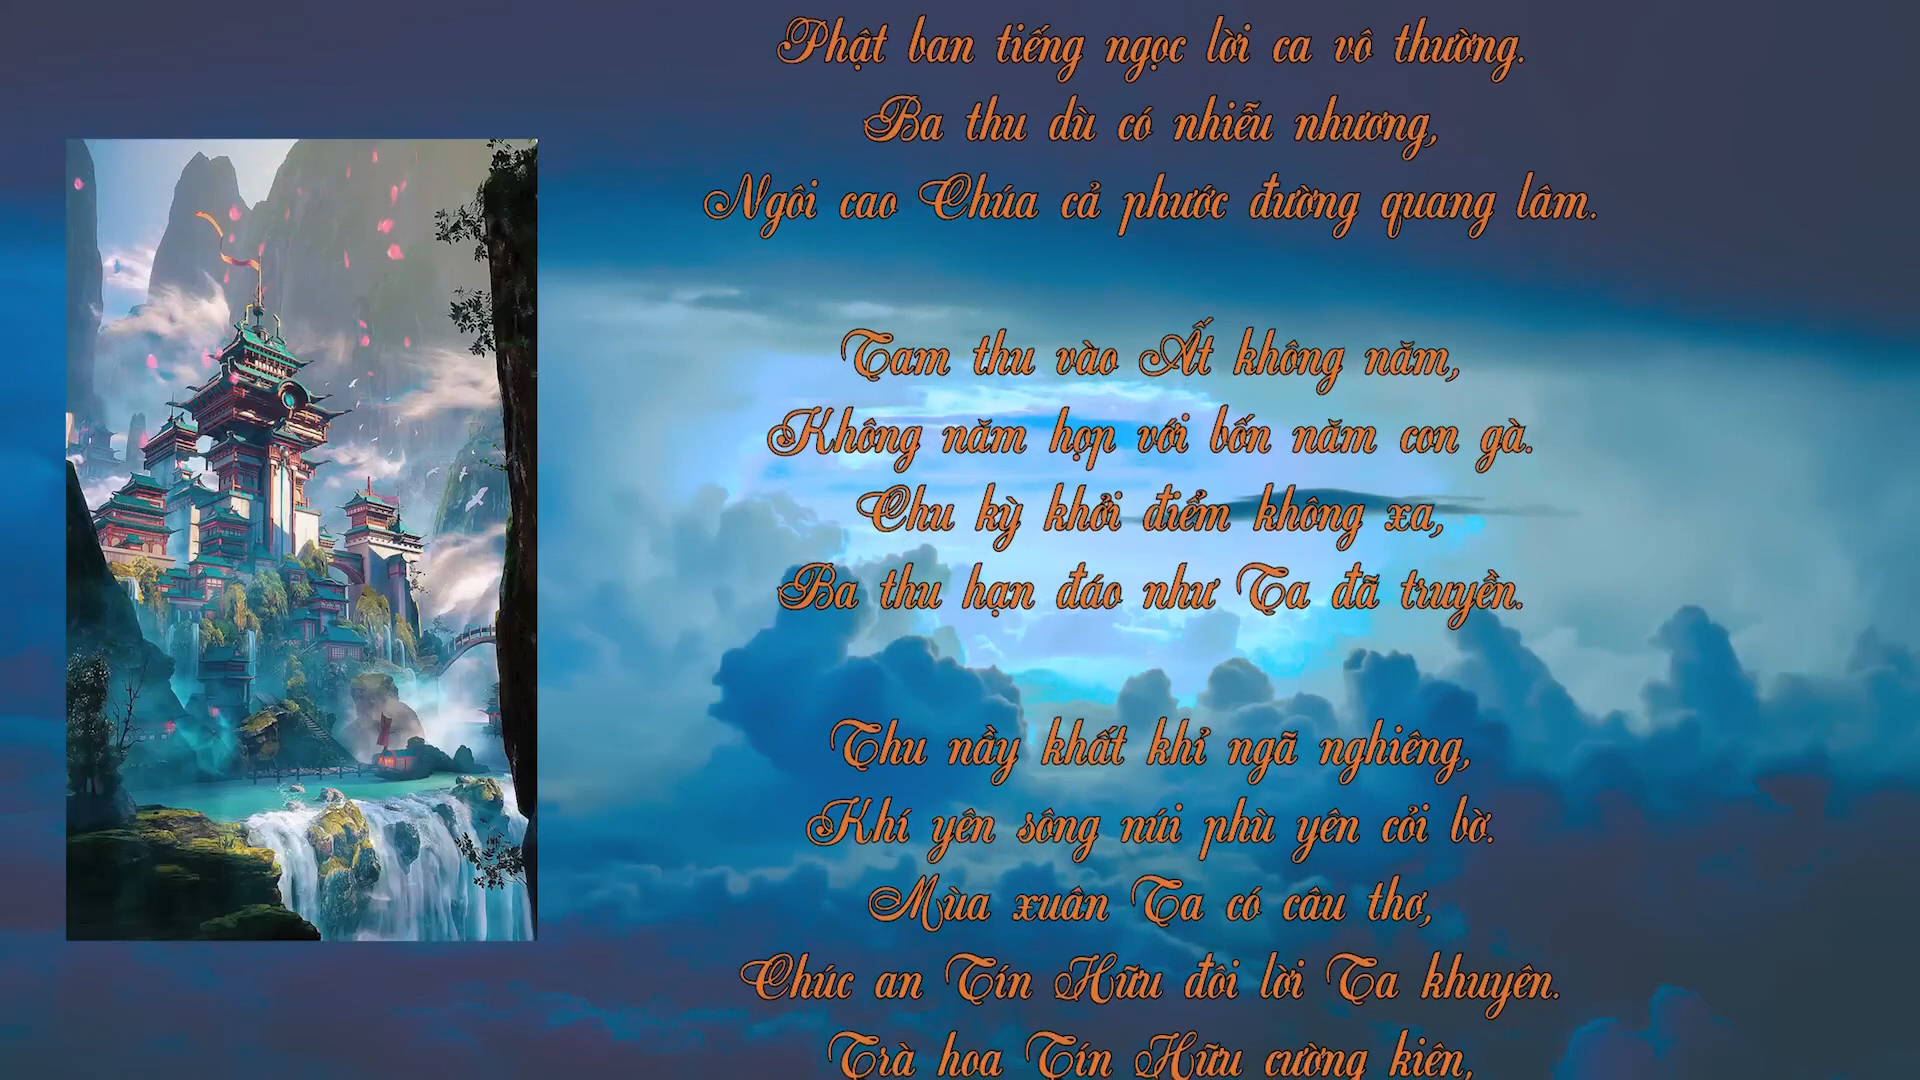 Phật ban tiếng ngọc lời ca vô thường.
Ba thu dù có nhiễu nhương,
Ngôi cao Chúa cả phước đường quang lâm.
Tam thu vào Ất không năm,
Không năm họp với bốn năm con gà.
Chu kỳ khởi điểm không xa,
Ba thu hạn đáo như Ta đã truyền.
Thu nầy khất khỉ ngã nghiêng,
Khí yên sông núi phù yên cỏi bờ.
Mùa xuân Ta có câu thơ,
Chúc an Tín Hữu đôi lời Ta khuyên.
Trà hoa Tín Hữu cường kiên,